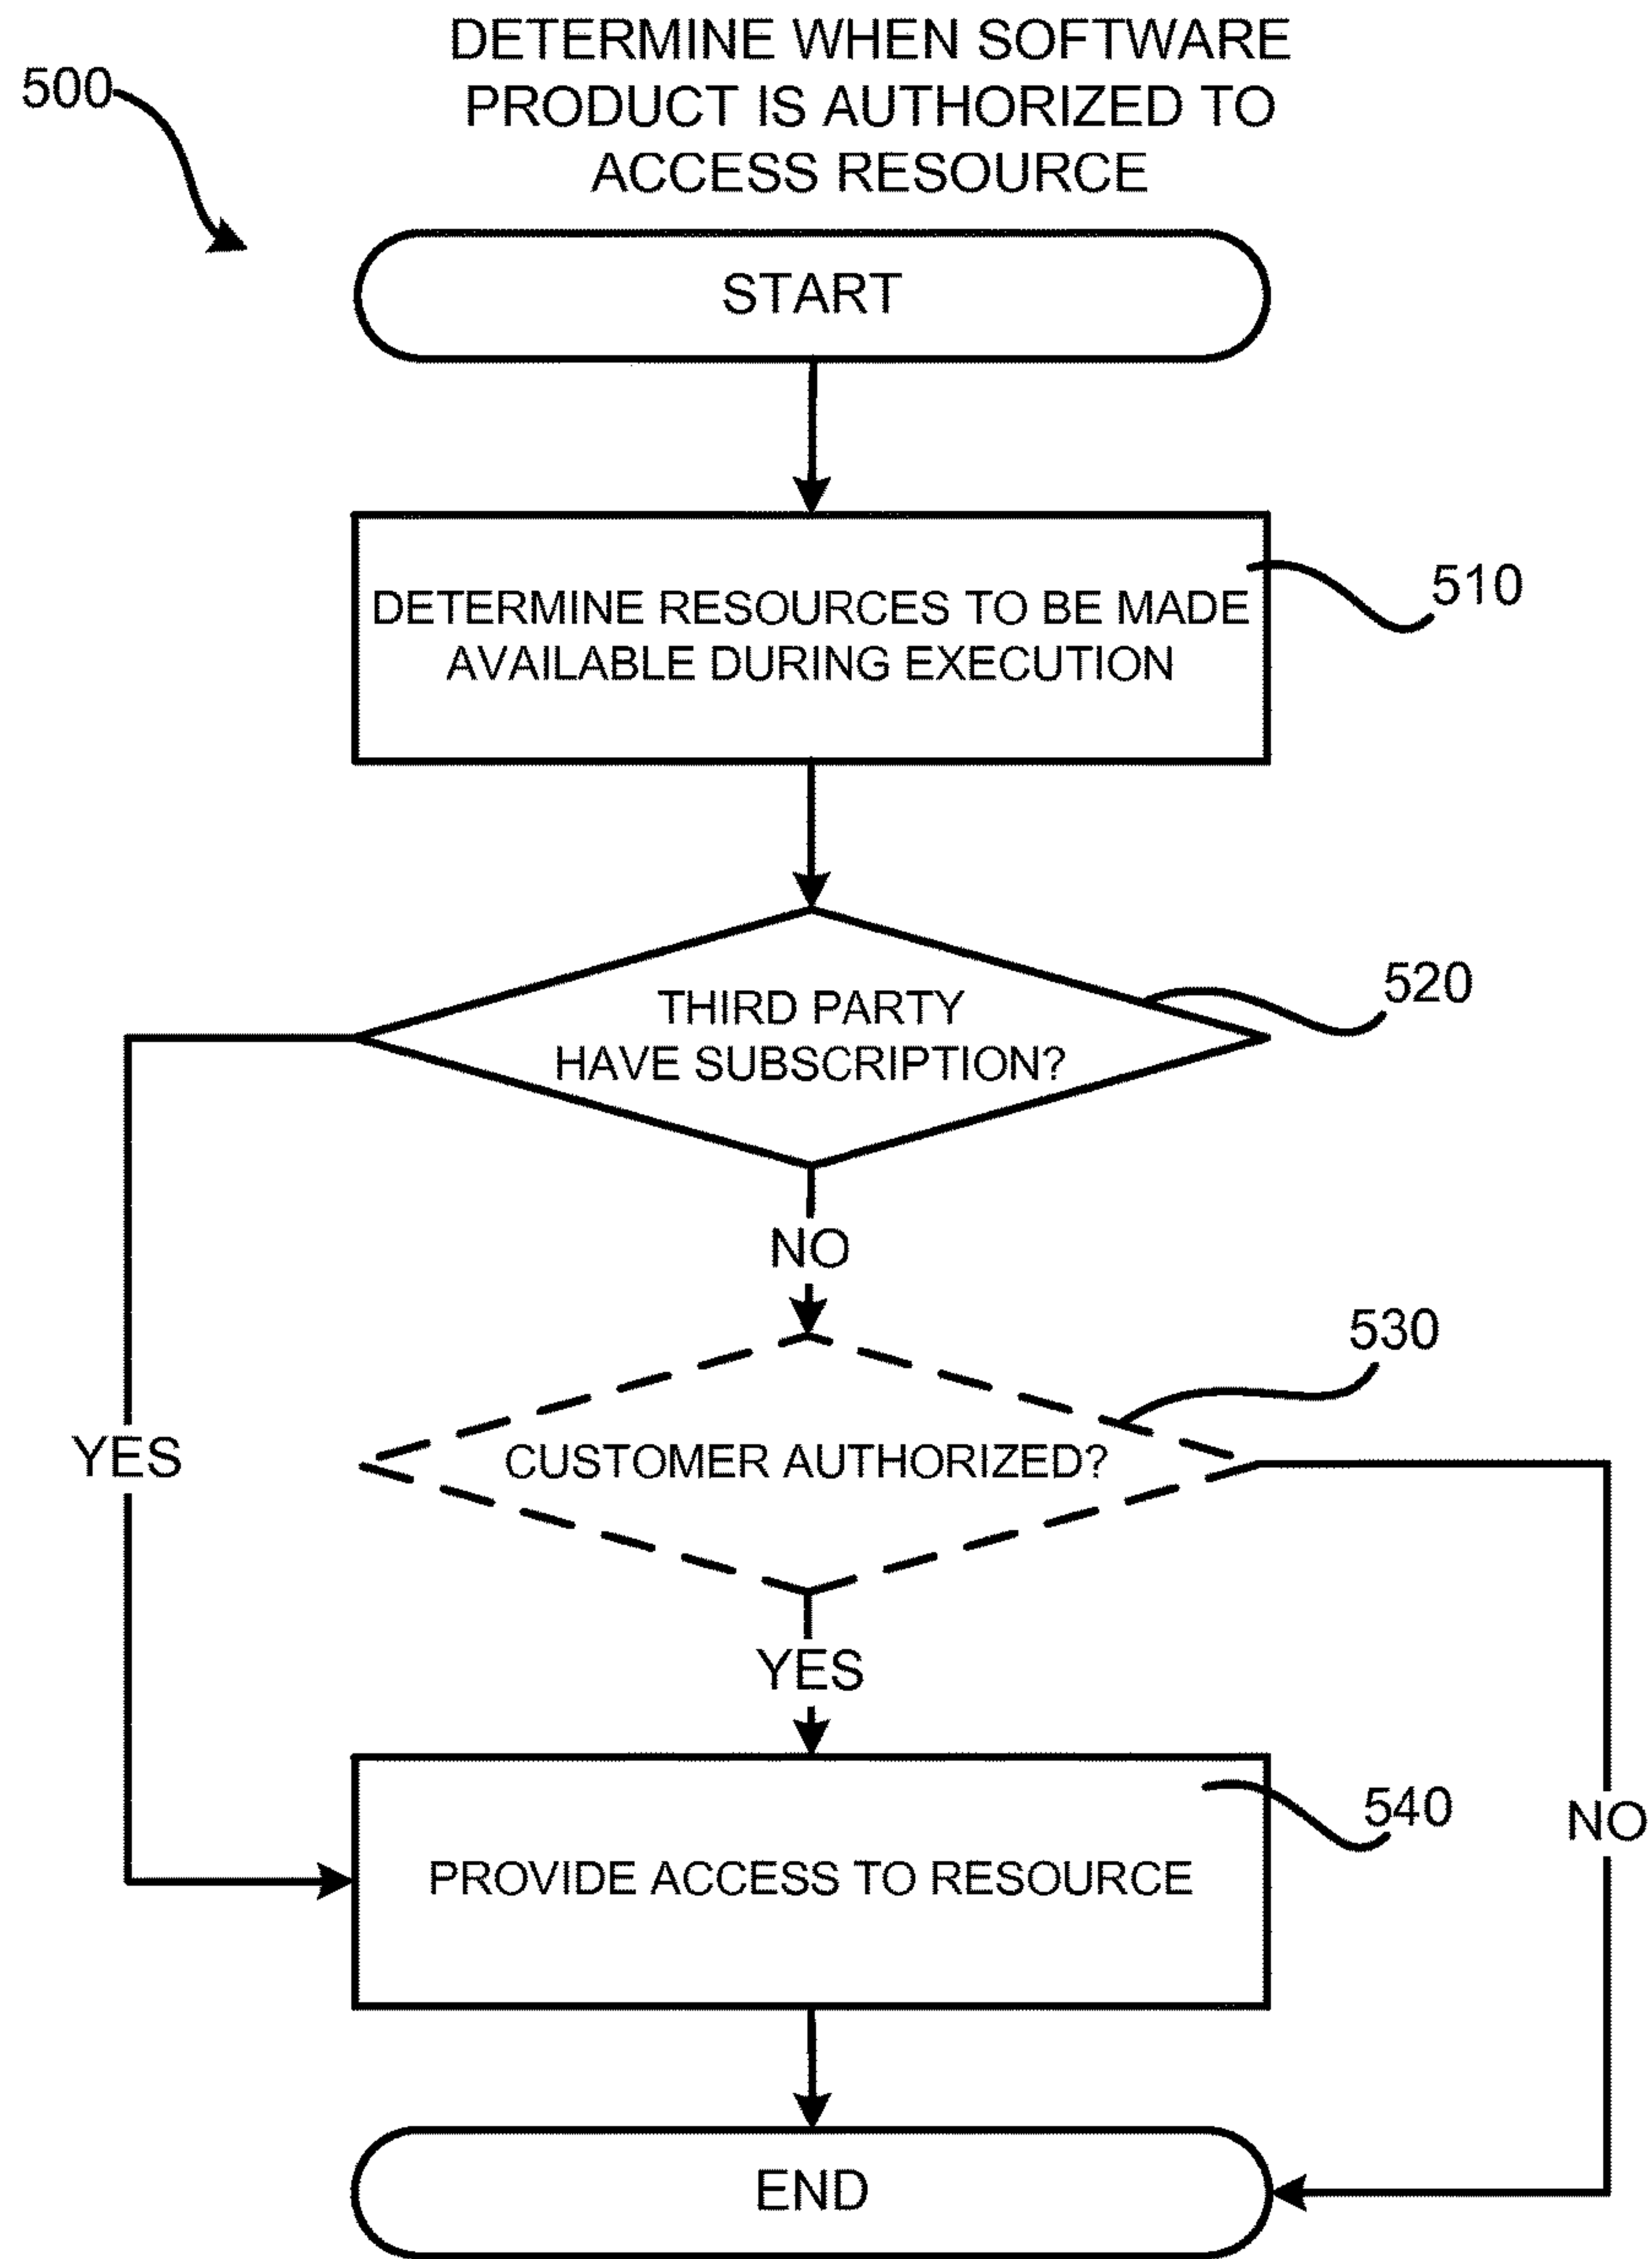 DETERMINE WHEN SOFTWARE
PRODUCT IS AUTHORIZED TO
ACCESS RESOURCE
500
START
DETERMINE RESOURCES TO BE MADE
AVAILABLE DURING EXECUTION
510
THIRD PARTY
HAVE SUBSCRIPTION?
520
NO
530
YES
CUSTOMER AUTHORIZED?
YES
540
NO
PROVIDE ACCESS TO RESOURCE
END